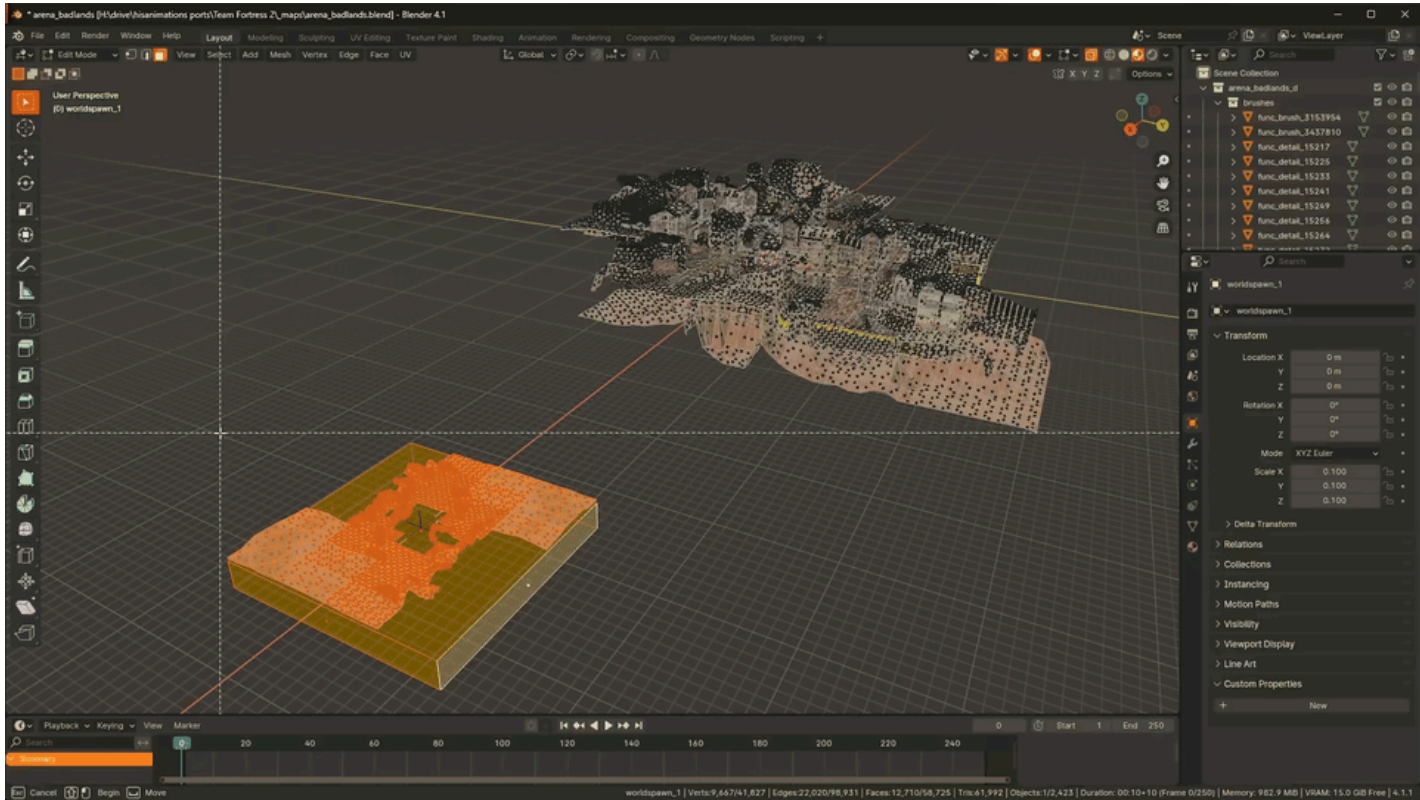 * arena_badlands [H:\drive\hisanimations ports\Team Fortress 2\_maps\arena_badlands.blend] - Blender 4.1
File Edit Render Window Help Layout Modeling Sculpting UV Editing Texture Paint Shading Animation Rendering Compositing Geometry Nodes Scripting + Scene ViewLayer
Edit Mode View Select Add Mesh Vertex Edge Face UV Global Search
X Y Z Options
Scene Collection
User Perspective
(0) worldspawn_1
arena_badlands_d
brushes
func_brush_3153954
func_brush_3437810
func_detail_15217
func_detail_15225
func_detail_15233
func_detail_15241
func_detail_15249
func_detail_15256
func_detail_15264
Search
worldspawn_1
worldspawn_1
Transform
Location X 0 m
Y 0 m
Z 0 m
Rotation X 0°
Y 0°
Z 0°
Mode XYZ Euler
Scale X 0.100
Y 0.100
Z 0.100
Delta Transform
Relations
Collections
Instancing
Motion Paths
Visibility
Viewport Display
Line Art
Custom Properties
+ New
Playback Keying View Marker 0 Start 1 End 250
Search 0 20 40 60 80 100 120 140 160 180 200 220 240
Summary
Esc Cancel Begin Move worldspawn_1 | Verts:9,667/41,827 | Edges:22,020/98,931 | Faces:12,710/58,725 | Tris:61,992 | Objects:1/2,423 | Duration: 00:10+10 (Frame 0/250) | Memory: 982.9 MiB | VRAM: 15.0 GiB Free | 4.1.1